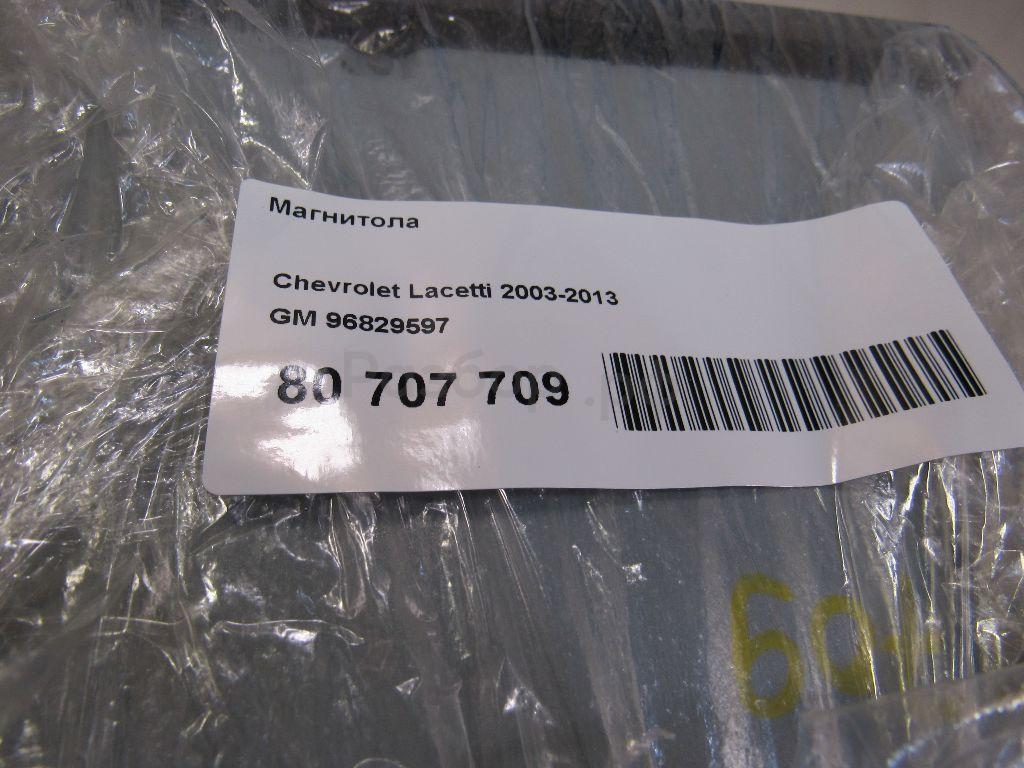 Магнитола
Chevrolet Lacetti 2003-2013
GM 96829597
80 707 709